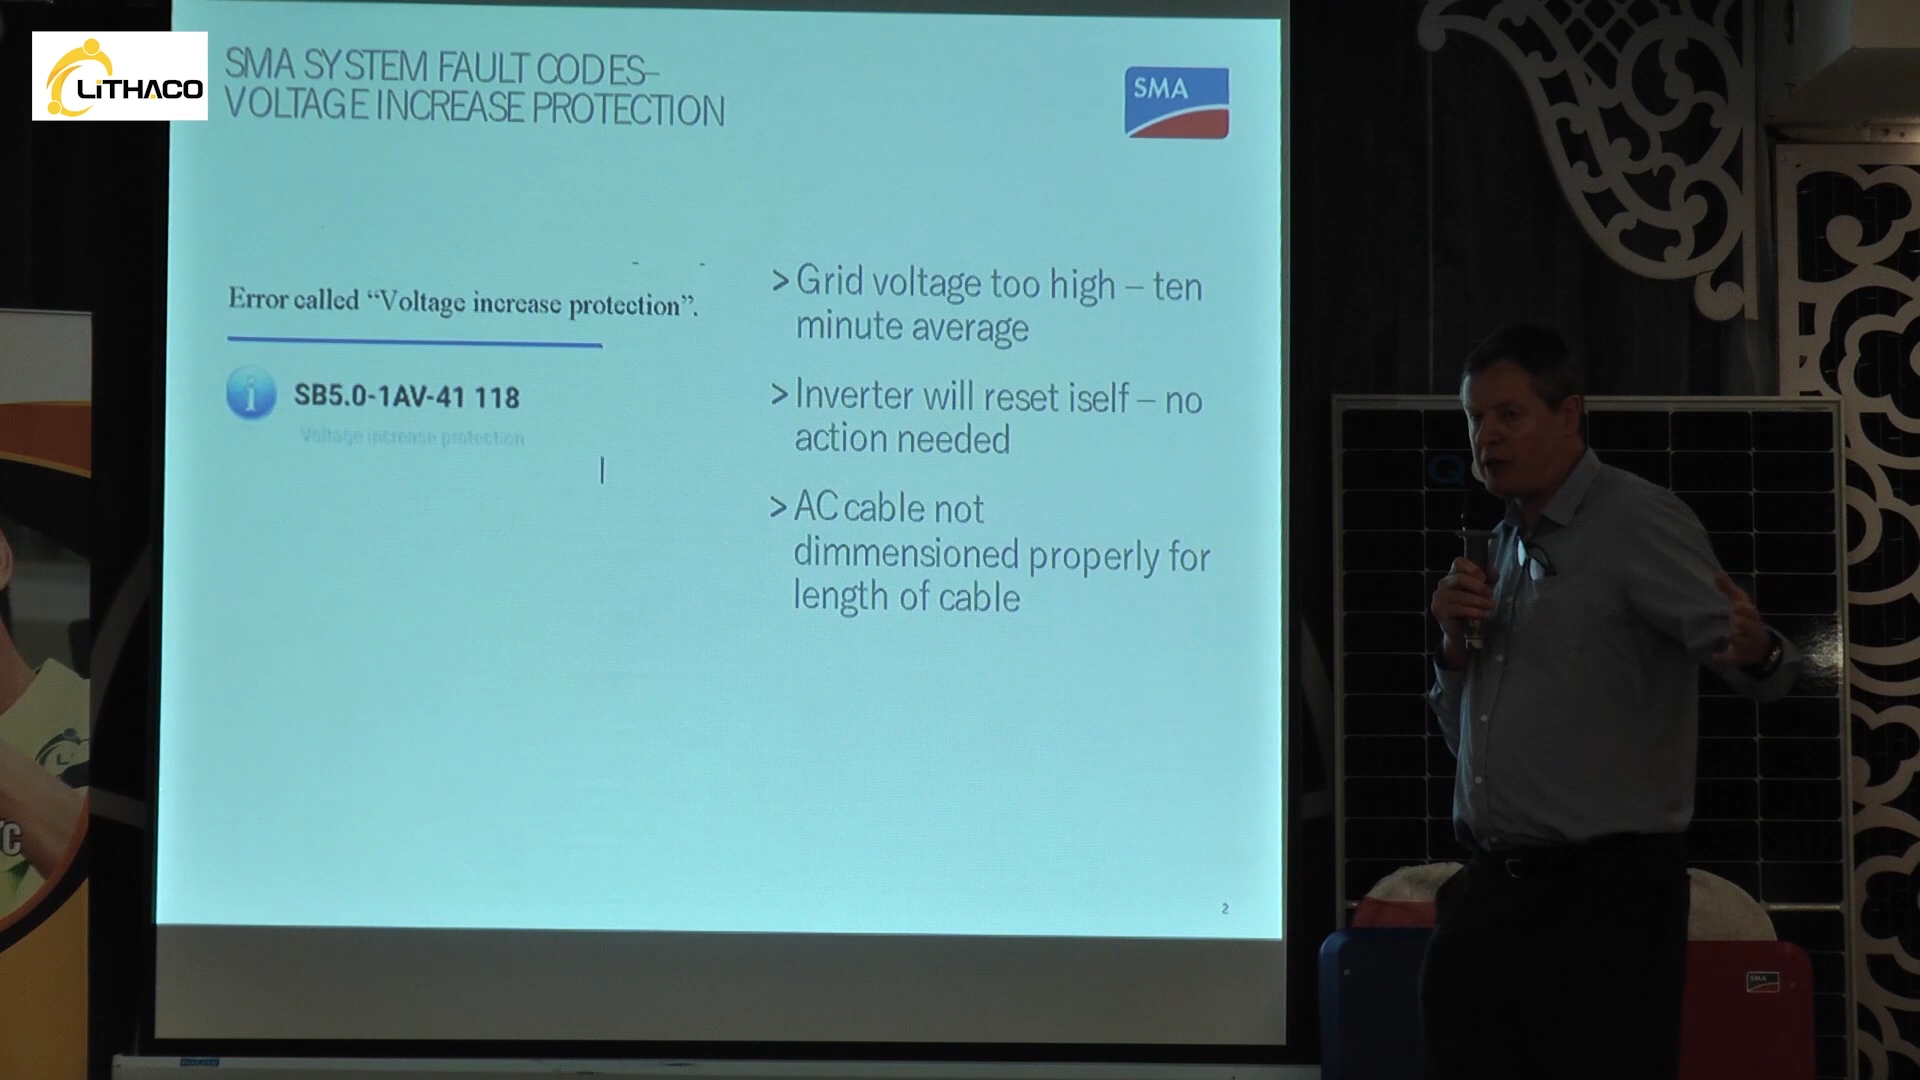 LiTHACO
SMA SYSTEM FAULT CODES–
VOLTAGE INCREASE PROTECTION
SMA
Error called “Voltage increase protection”.
SB5.0-1AV-41 118
Voltage increase protection
>Grid voltage too high – ten
minute average
>Inverter will reset iself – no
action needed
>AC cable not
dimmensioned properly for
length of cable
2
SMA